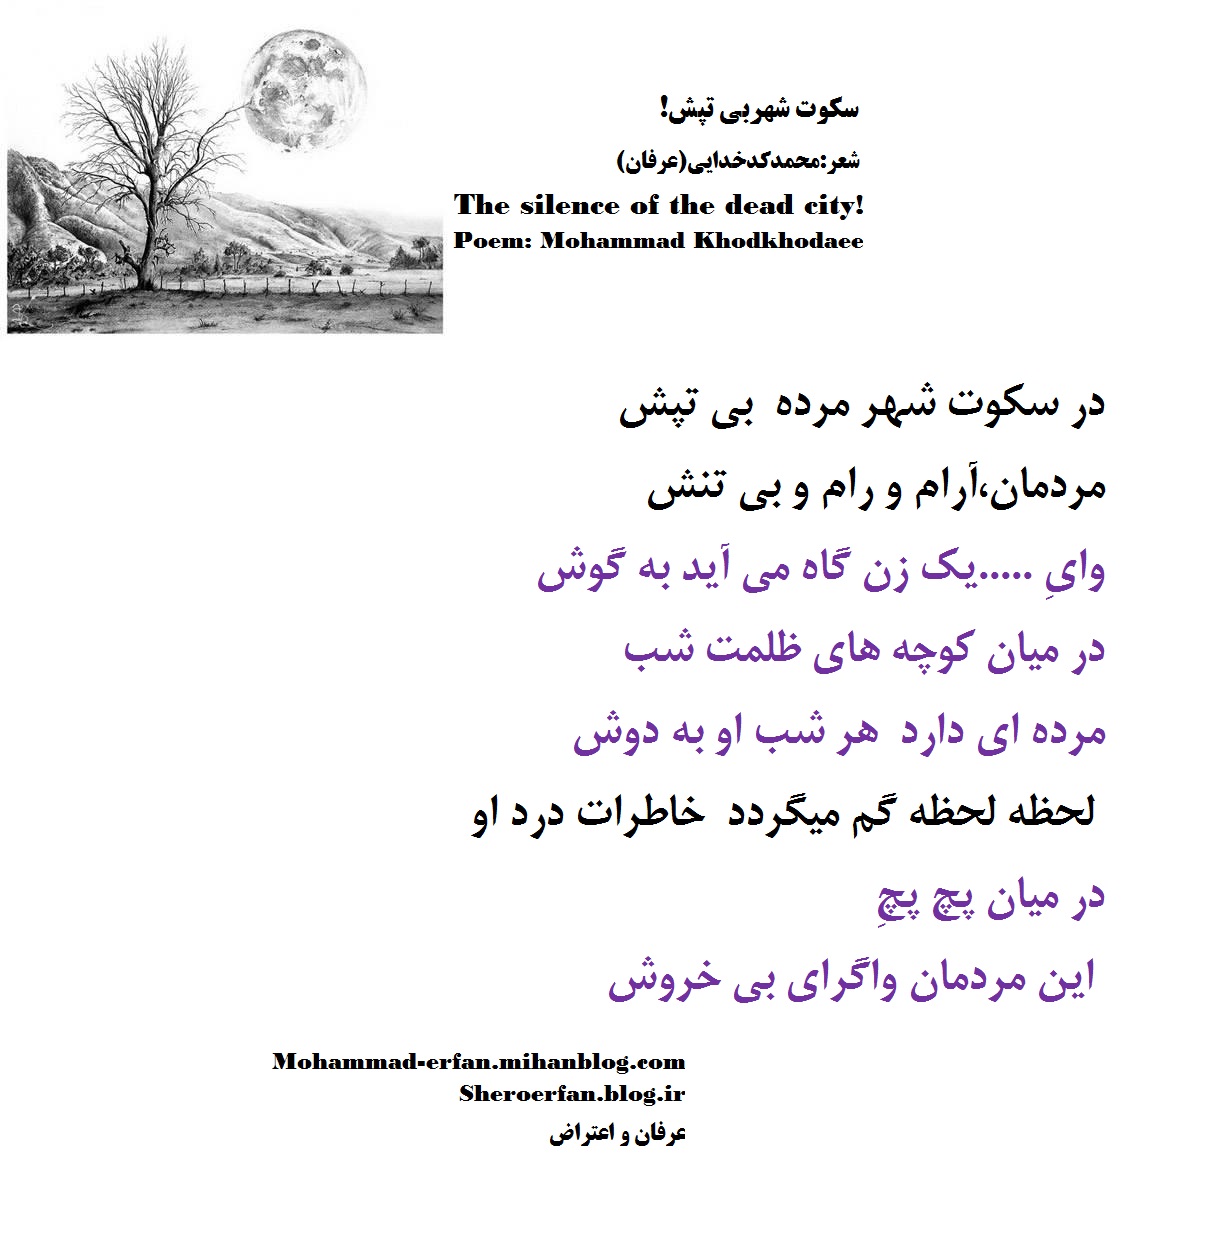 سکوت شهربی تپش!
شعر:محمدکدخدایی(عرفان)
The silence of the dead city!
Poem: Mohammad Khodkhodaee
در سکوت شهر مرده بی تپش
مردمان،آرام و رام و بی تنش
وایِ .....یک زن گاه می آید به گوش
در میان کوچه های ظلمت شب
مرده ای دارد هر شب او به دوش
لحظه لحظه گم میگردد خاطرات درد او
در میان پچ پچِ
این مردمان واگرای بی خروش
Mohammad-erfan.mihanblog.com
Sheroerfan.blog.ir
عرفان و اعتراض